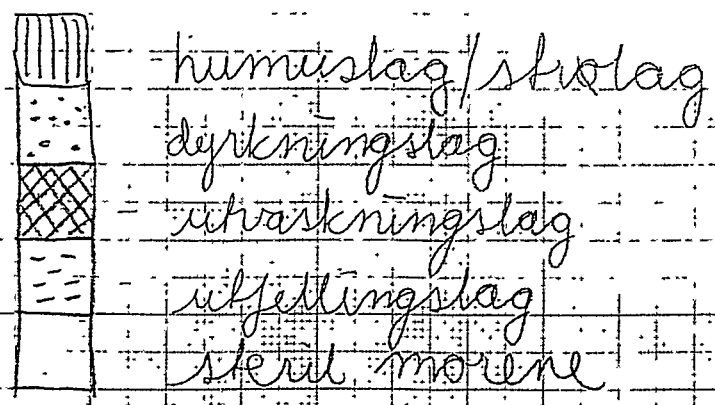 humuslag/strølag
dyrkningslag
utvaskningslag
utfellingslag
steril morene